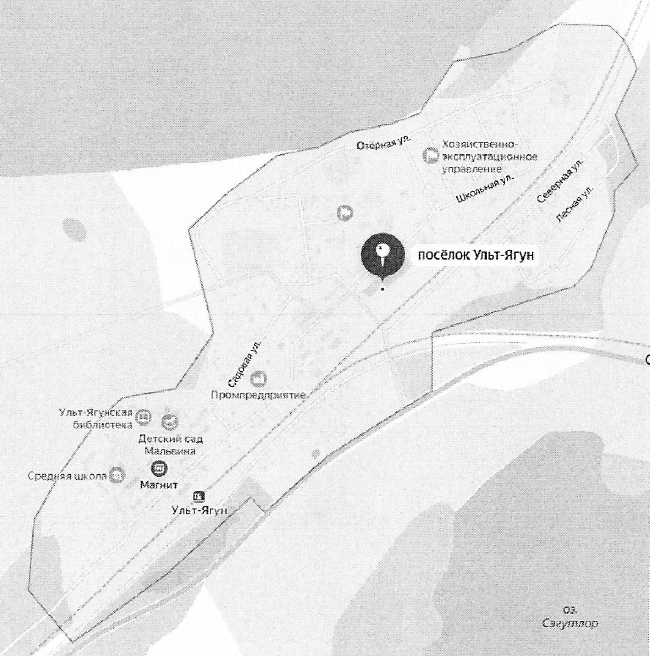 Озёрная ул.
Хозяйственно-
эксплуатационное
управление
Школьная ул.
Северная ул.
Лесная ул.
посёлок Ульт-Ягун
Садовая ул.
Промпредприятие
Ульт-Ягунская
библиотека
Детский сад
Мальвина
Средняя школа
Магнит
Ульт-Ягун
оз.
Сэгутлор